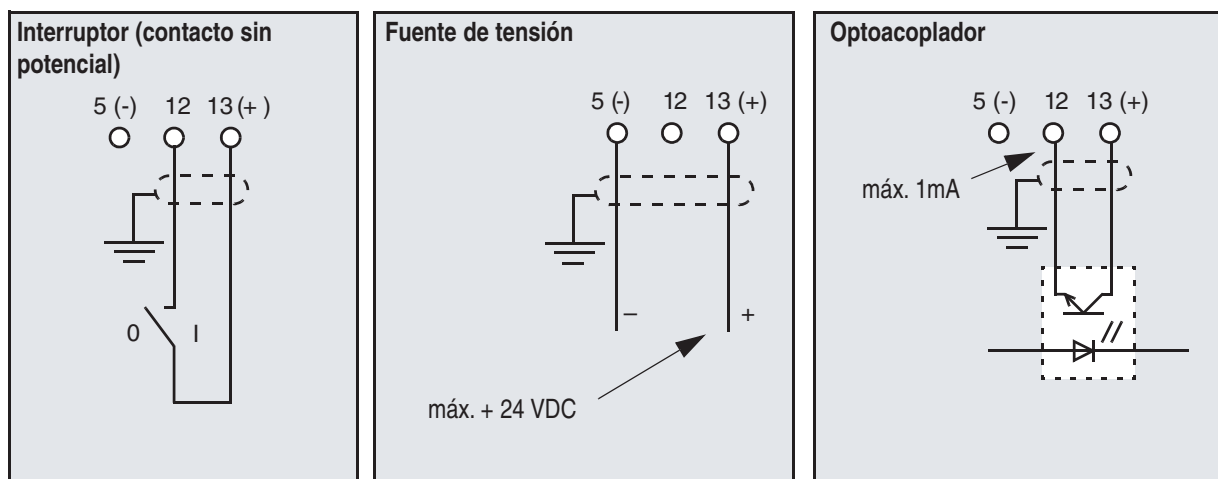 Interruptor (contacto sin
potencial)
5 (-) 12 13 (+ )
0 I
Fuente de tensión
5 (-) 12 13 (+)
– +
máx. + 24 VDC
Optoacoplador
5 (-) 12 13 (+)
máx. 1mA